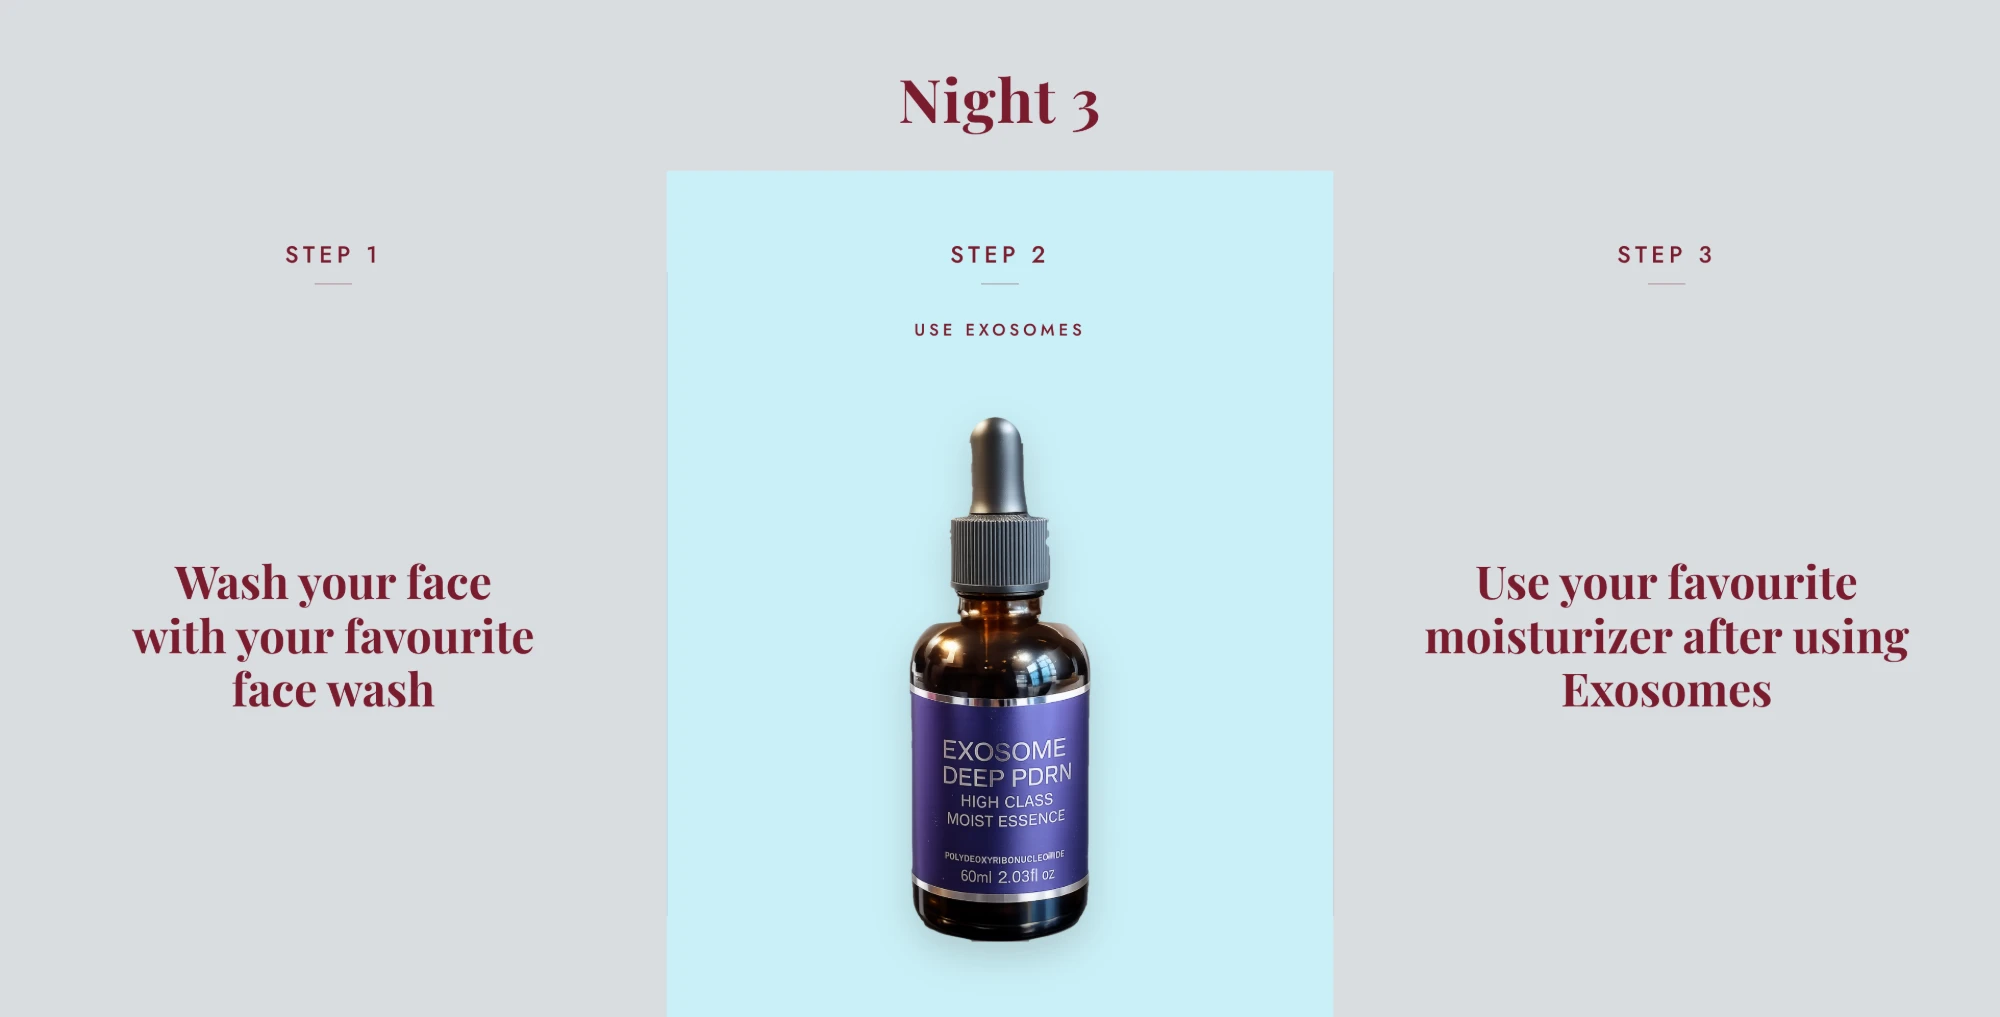 Night 3
STEP 1
Wash your face
with your favourite
face wash
STEP 2
USE EXOSOMES
EXOSOME
DEEP PDRN
HIGH CLASS
MOIST ESSENCE
60ml 2.03fl oz
STEP 3
Use your favourite
moisturizer after using
Exosomes